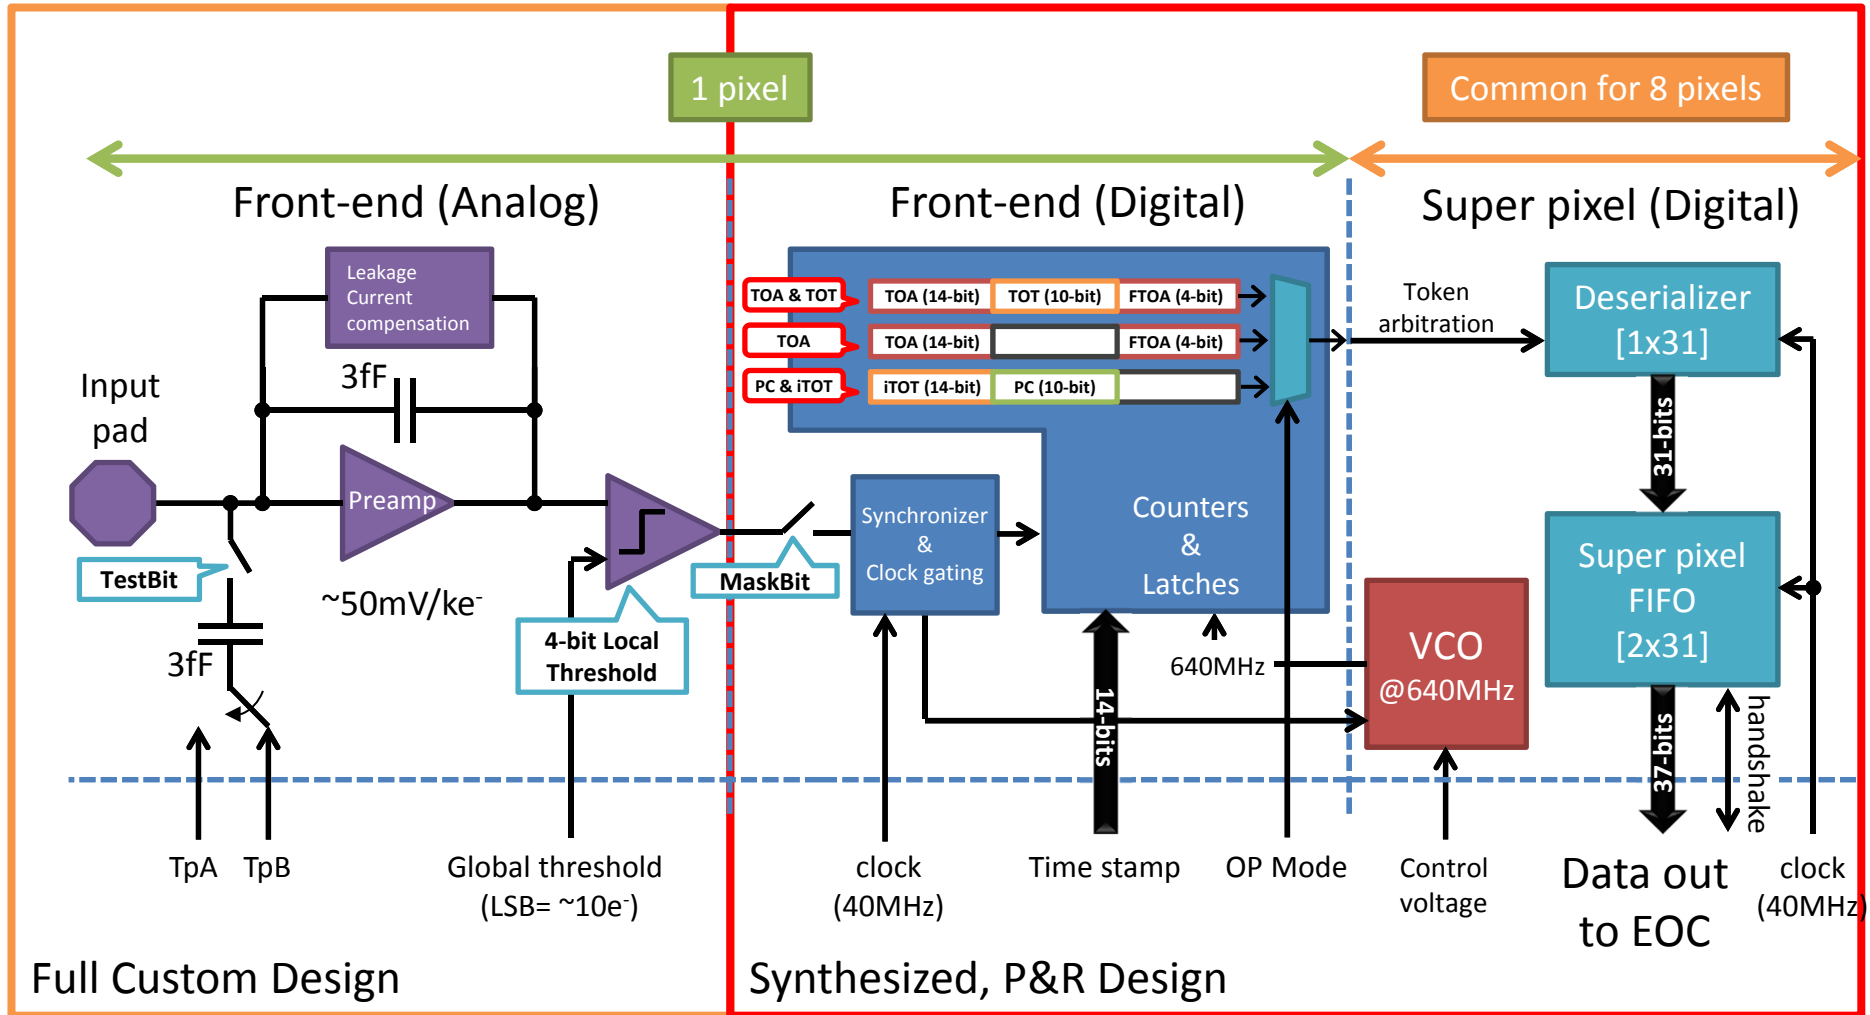 1 pixel
Common for 8 pixels
Front-end (Analog)
Front-end (Digital)
Super pixel (Digital)
Leakage
Current
compensation
3fF
Input
pad
Preamp
TestBit
~50mV/ke-
3fF
4-bit Local
Threshold
MaskBit
TpA
TpB
Global threshold
(LSB= ~10e-)
TOA & TOT
TOA (14-bit)
TOT (10-bit)
FTOA (4-bit)
TOA
TOA (14-bit)
FTOA (4-bit)
PC & iTOT
iTOT (14-bit)
PC (10-bit)
Synchronizer
&
Clock gating
Counters
&
Latches
640MHz
14-bits
clock
(40MHz)
Time stamp
OP Mode
Token
arbitration
Deserializer
[1x31]
31-bits
Super pixel
FIFO
[2x31]
VCO
@640MHz
37-bits
handshake
Control
voltage
Data out
to EOC
clock
(40MHz)
Full Custom Design
Synthesized, P&R Design